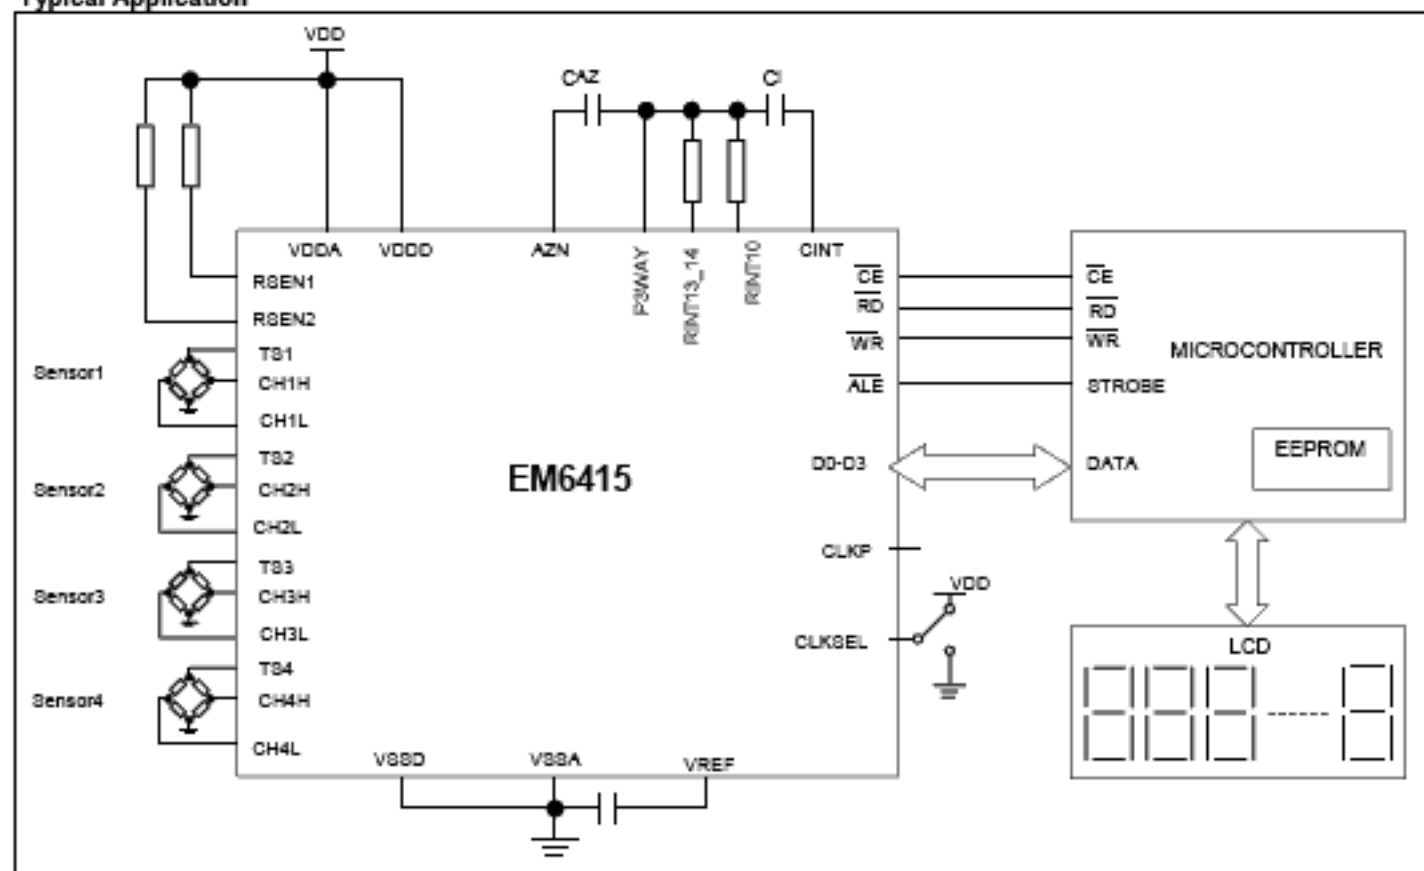 Typical Application
VDD
CAZ
CI
VDDA
VDDD
AZN
P3WAY
RINT13_14
RINT10
CINT
RSEN1
RSEN2
TS1
CH1H
CH1L
Sensor1
TS2
CH2H
CH2L
Sensor2
TS3
CH3H
CH3L
Sensor3
TS4
CH4H
CH4L
Sensor4
EM6415
CE
RD
WR
ALE
D0-D3
CLKP
CLKSEL
VDD
VSSD
VSSA
VREF
CE
RD
WR
STROBE
DATA
MICROCONTROLLER
EEPROM
LCD